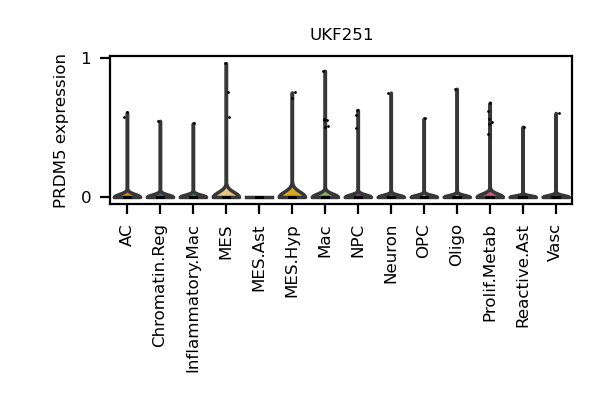 UKF251
PRDM5 expression
1
0
AC
Chromatin.Reg
Inflammatory.Mac
MES
MES.Ast
MES.Hyp
Mac
NPC
Neuron
OPC
Oligo
Prolif.Metab
Reactive.Ast
Vasc